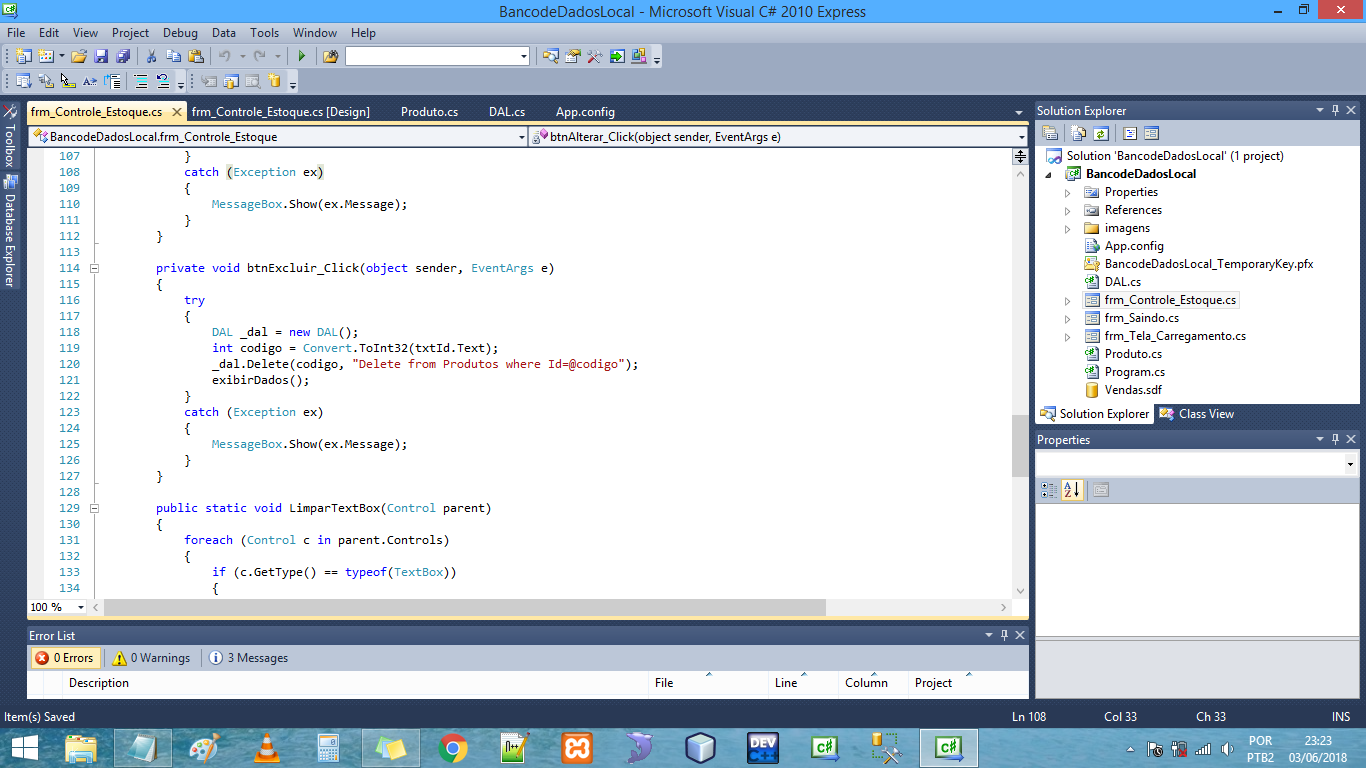 BancodeDadosLocal - Microsoft Visual C# 2010 Express
File Edit View Project Debug Data Tools Window Help
frm_Controle_Estoque.cs frm_Controle_Estoque.cs [Design] Produto.cs DAL.cs App.config
BancodeDadosLocal.frm_Controle_Estoque btnAlterar_Click(object sender, EventArgs e)
Toolbox
Database Explorer
107 }
108 catch (Exception ex)
109 {
110 MessageBox.Show(ex.Message);
111 }
112 }
113
114 private void btnExcluir_Click(object sender, EventArgs e)
115 {
116 try
117 {
118 DAL _dal = new DAL();
119 int codigo = Convert.ToInt32(txtId.Text);
120 _dal.Delete(codigo, "Delete from Produtos where Id=@codigo");
121 exibirDados();
122 }
123 catch (Exception ex)
124 {
125 MessageBox.Show(ex.Message);
126 }
127 }
128
129 public static void LimparTextBox(Control parent)
130 {
131 foreach (Control c in parent.Controls)
132 {
133 if (c.GetType() == typeof(TextBox))
134 {
100 %
Error List
0 Errors 0 Warnings 3 Messages
Description File Line Column Project
Solution Explorer
Solution 'BancodeDadosLocal' (1 project)
BancodeDadosLocal
Properties
References
imagens
App.config
BancodeDadosLocal_TemporaryKey.pfx
DAL.cs
frm_Controle_Estoque.cs
frm_Saindo.cs
frm_Tela_Carregamento.cs
Produto.cs
Program.cs
Vendas.sdf
Solution Explorer Class View
Properties
Item(s) Saved Ln 108 Col 33 Ch 33 INS
DEV C++
POR 23:23
PTB2 03/06/2018